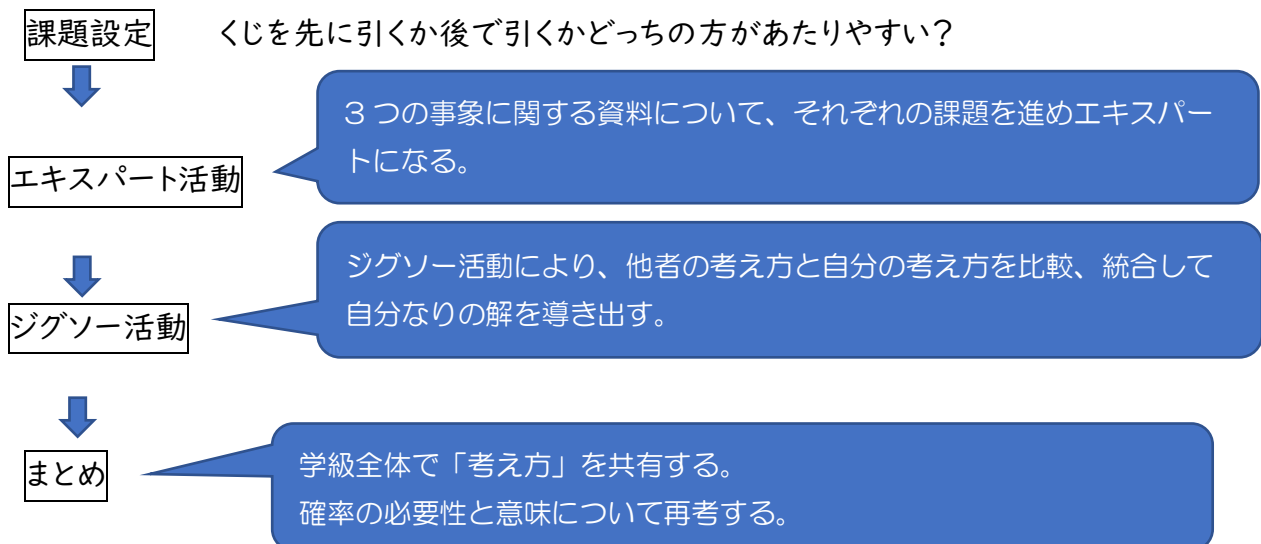 課題設定 くじを先に引くか後で引くかどっちの方があたりやすい？
3つの事象に関する資料について、それぞれの課題を進めエキスパー
トになる。
エキスパート活動
ジグソー活動により、他者の考え方と自分の考え方を比較、統合して
自分なりの解を導き出す。
ジグソー活動
学級全体で「考え方」を共有する。
まとめ
確率の必要性と意味について再考する。